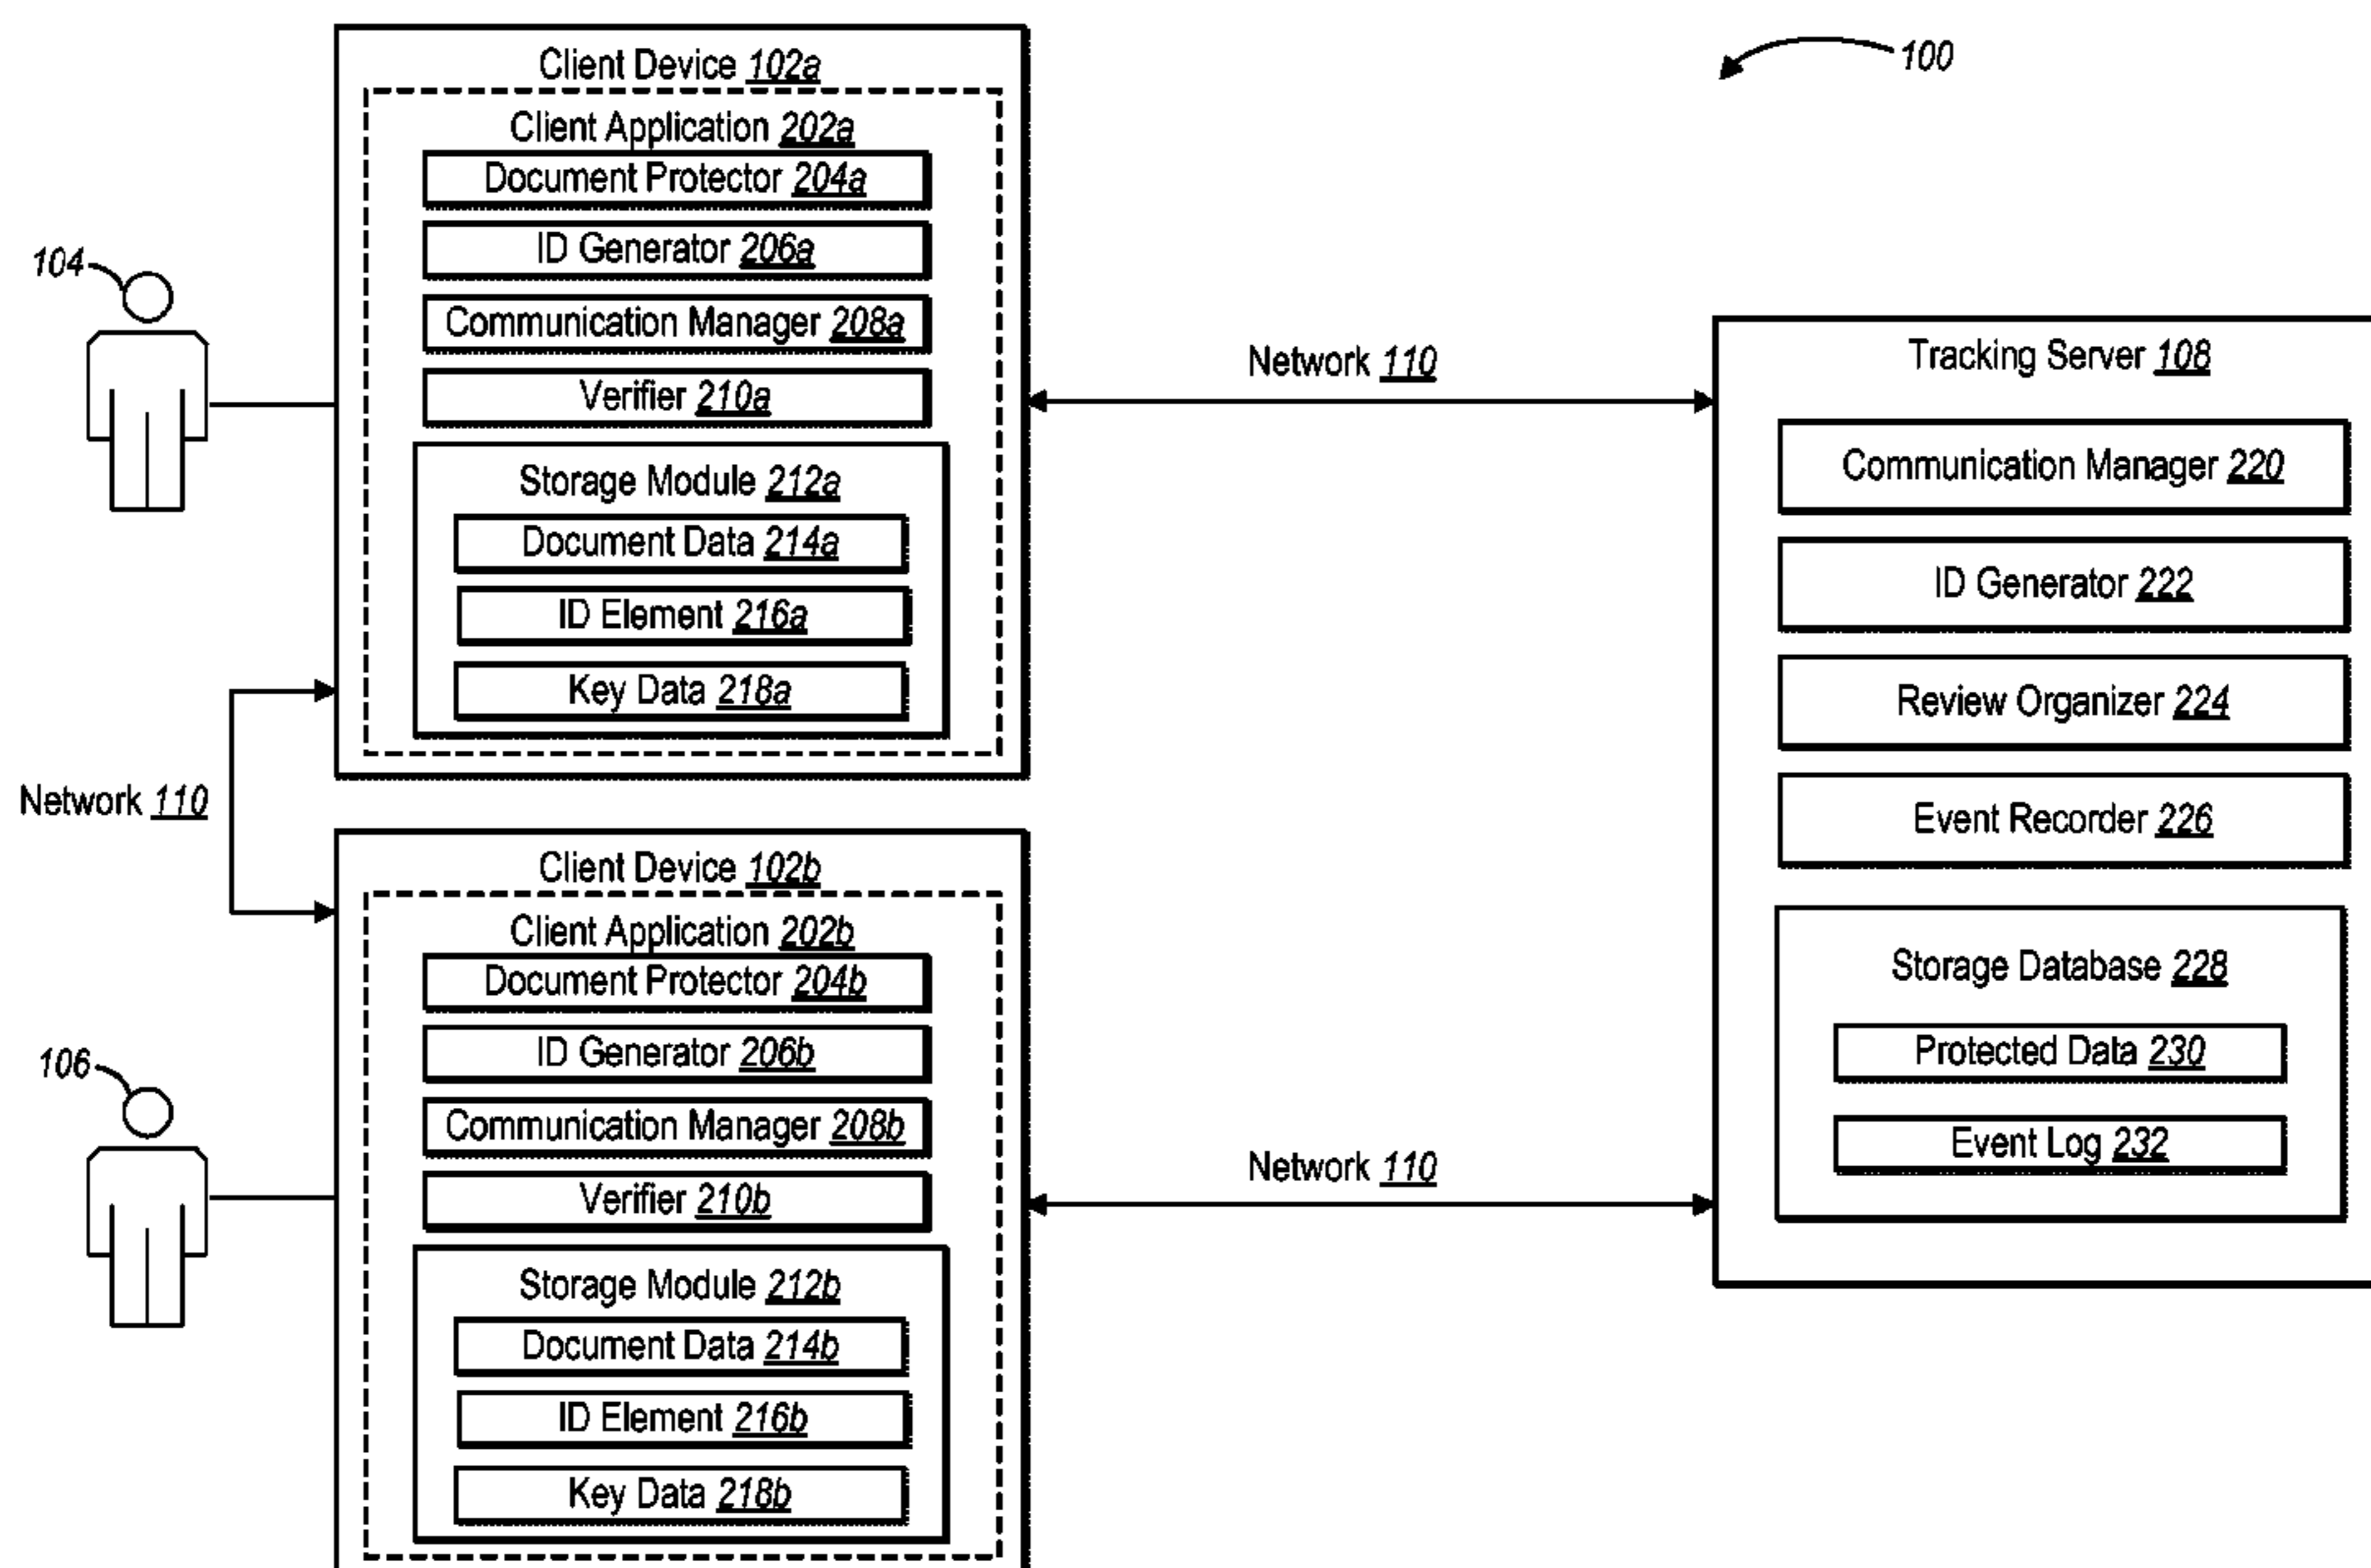 100
Client Device 102a
Client Application 202a
Document Protector 204a
ID Generator 206a
Communication Manager 208a
Verifier 210a
Storage Module 212a
Document Data 214a
ID Element 216a
Key Data 218a
104
Network 110
Network 110
Client Device 102b
Client Application 202b
Document Protector 204b
ID Generator 206b
Communication Manager 208b
Verifier 210b
Storage Module 212b
Document Data 214b
ID Element 216b
Key Data 218b
106
Network 110
Tracking Server 108
Communication Manager 220
ID Generator 222
Review Organizer 224
Event Recorder 226
Storage Database 228
Protected Data 230
Event Log 232